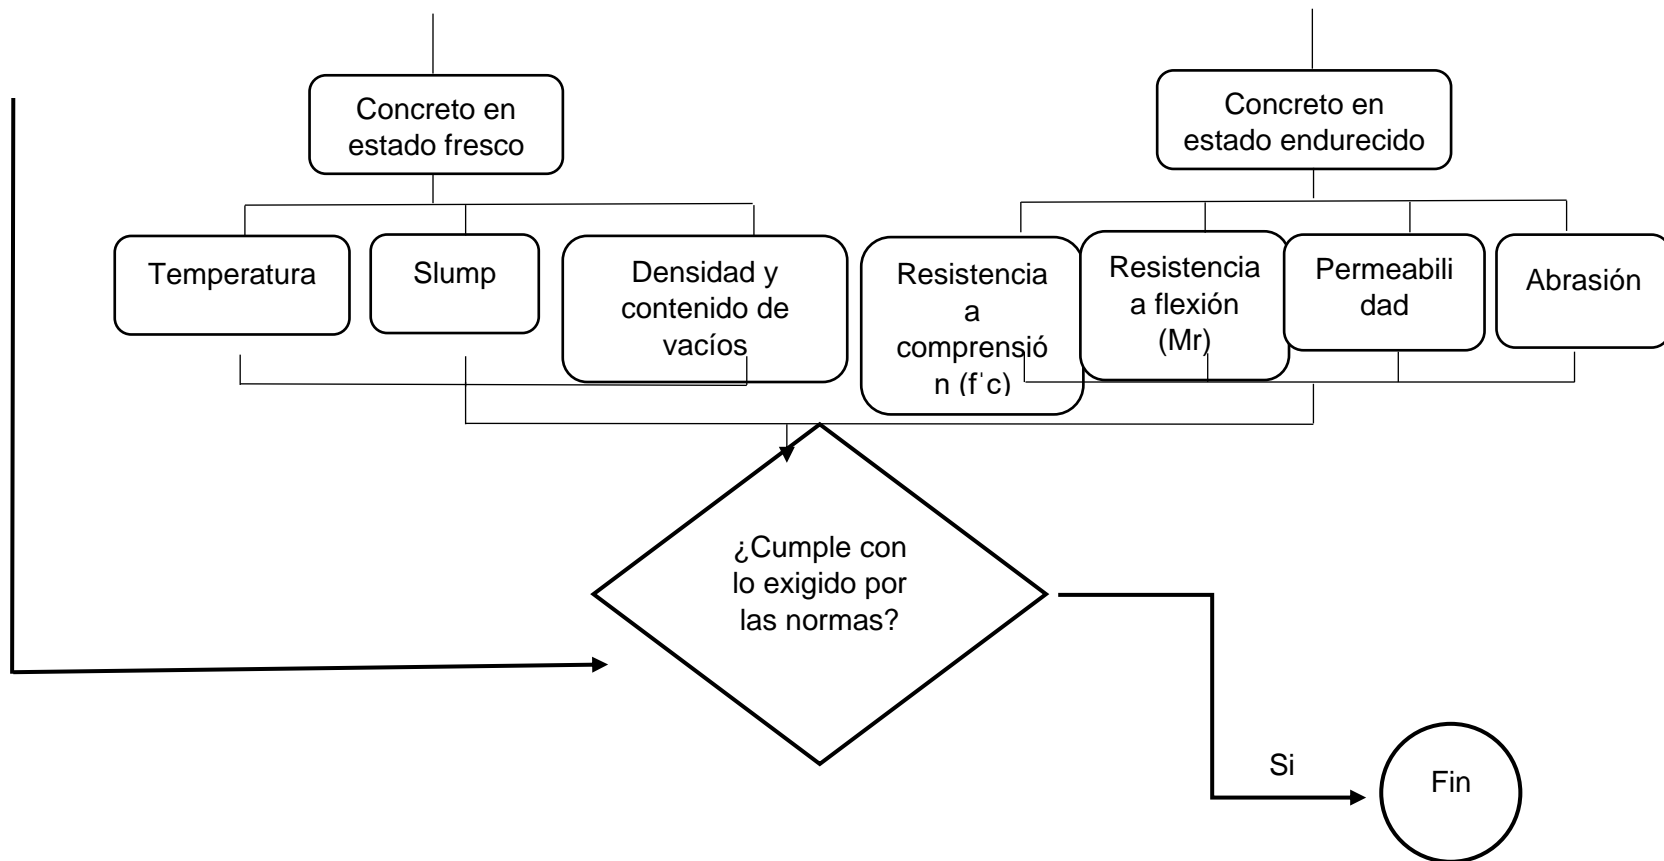 Concreto en
estado fresco
Concreto en
estado endurecido
Temperatura
Slump
Densidad y
contenido de
vacíos
Resistencia
a
comprensió
n (f'c)
Resistencia
a flexión
(Mr)
Permeabili
dad
Abrasión
¿Cumple con
lo exigido por
las normas?
Si
Fin